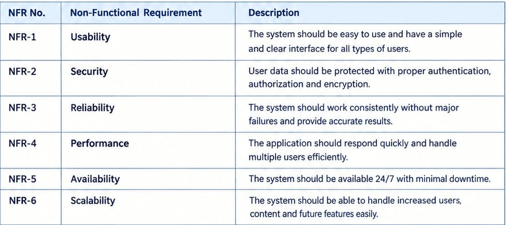 NFR No. Non-Functional Requirement Description
NFR-1 Usability The system should be easy to use and have a simple
and clear interface for all types of users.
NFR-2 Security User data should be protected with proper authentication,
authorization and encryption.
NFR-3 Reliability The system should work consistently without major
failures and provide accurate results.
NFR-4 Performance The application should respond quickly and handle
multiple users efficiently.
NFR-5 Availability The system should be available 24/7 with minimal downtime.
NFR-6 Scalability The system should be able to handle increased users,
content and future features easily.